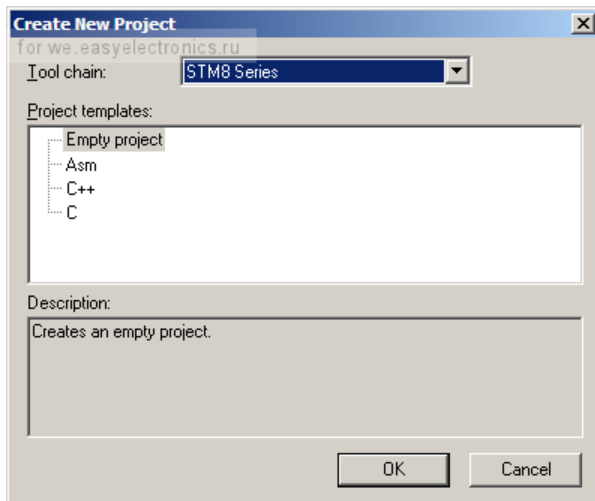 Create New Project
for we.easyelectronics.ru
Tool chain: STM8 Series
Project templates:
Empty project
Asm
C++
C
Description:
Creates an empty project.
OK Cancel